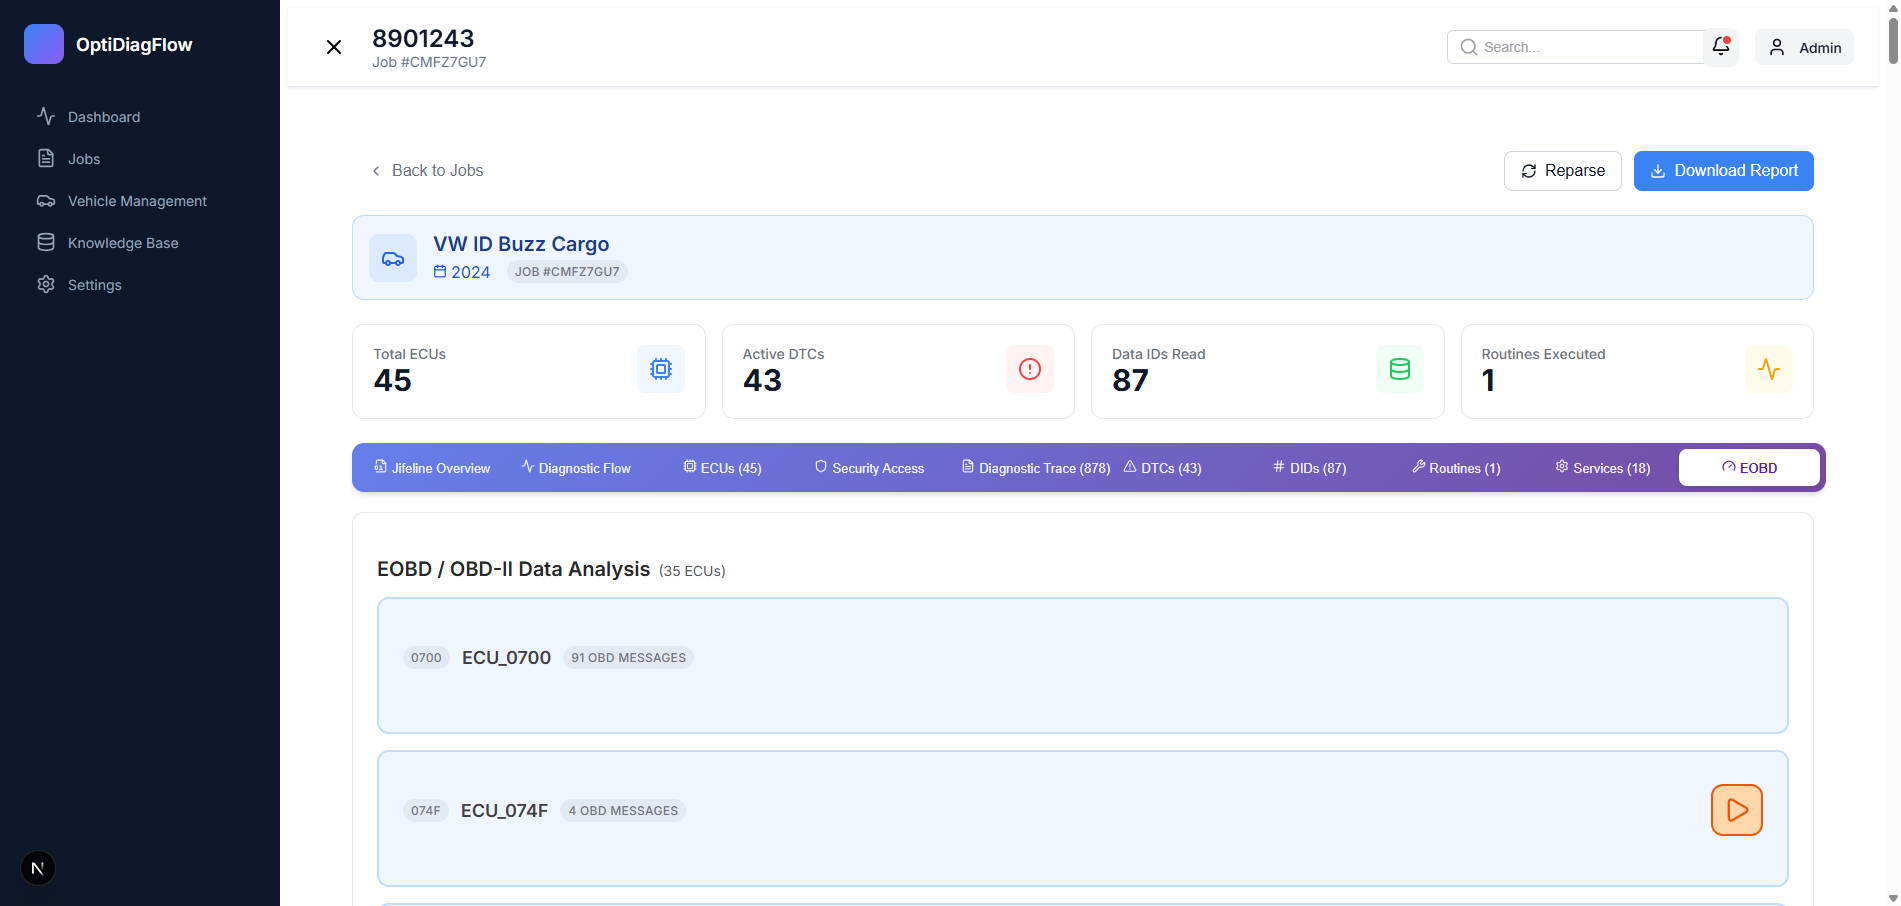 OptiDiagFlow
Dashboard
Jobs
Vehicle Management
Knowledge Base
Settings
N
8901243
Job #CMFZ7GU7
Search...
Admin
Back to Jobs
Reparse
Download Report
VW ID Buzz Cargo
2024
JOB #CMFZ7GU7
Total ECUs
45
Active DTCs
43
Data IDs Read
87
Routines Executed
1
Jifeline Overview
Diagnostic Flow
ECUs (45)
Security Access
Diagnostic Trace (878)
DTCs (43)
DIDs (87)
Routines (1)
Services (18)
EOBD
EOBD / OBD-II Data Analysis (35 ECUs)
0700 ECU_0700 91 OBD MESSAGES
074F ECU_074F 4 OBD MESSAGES